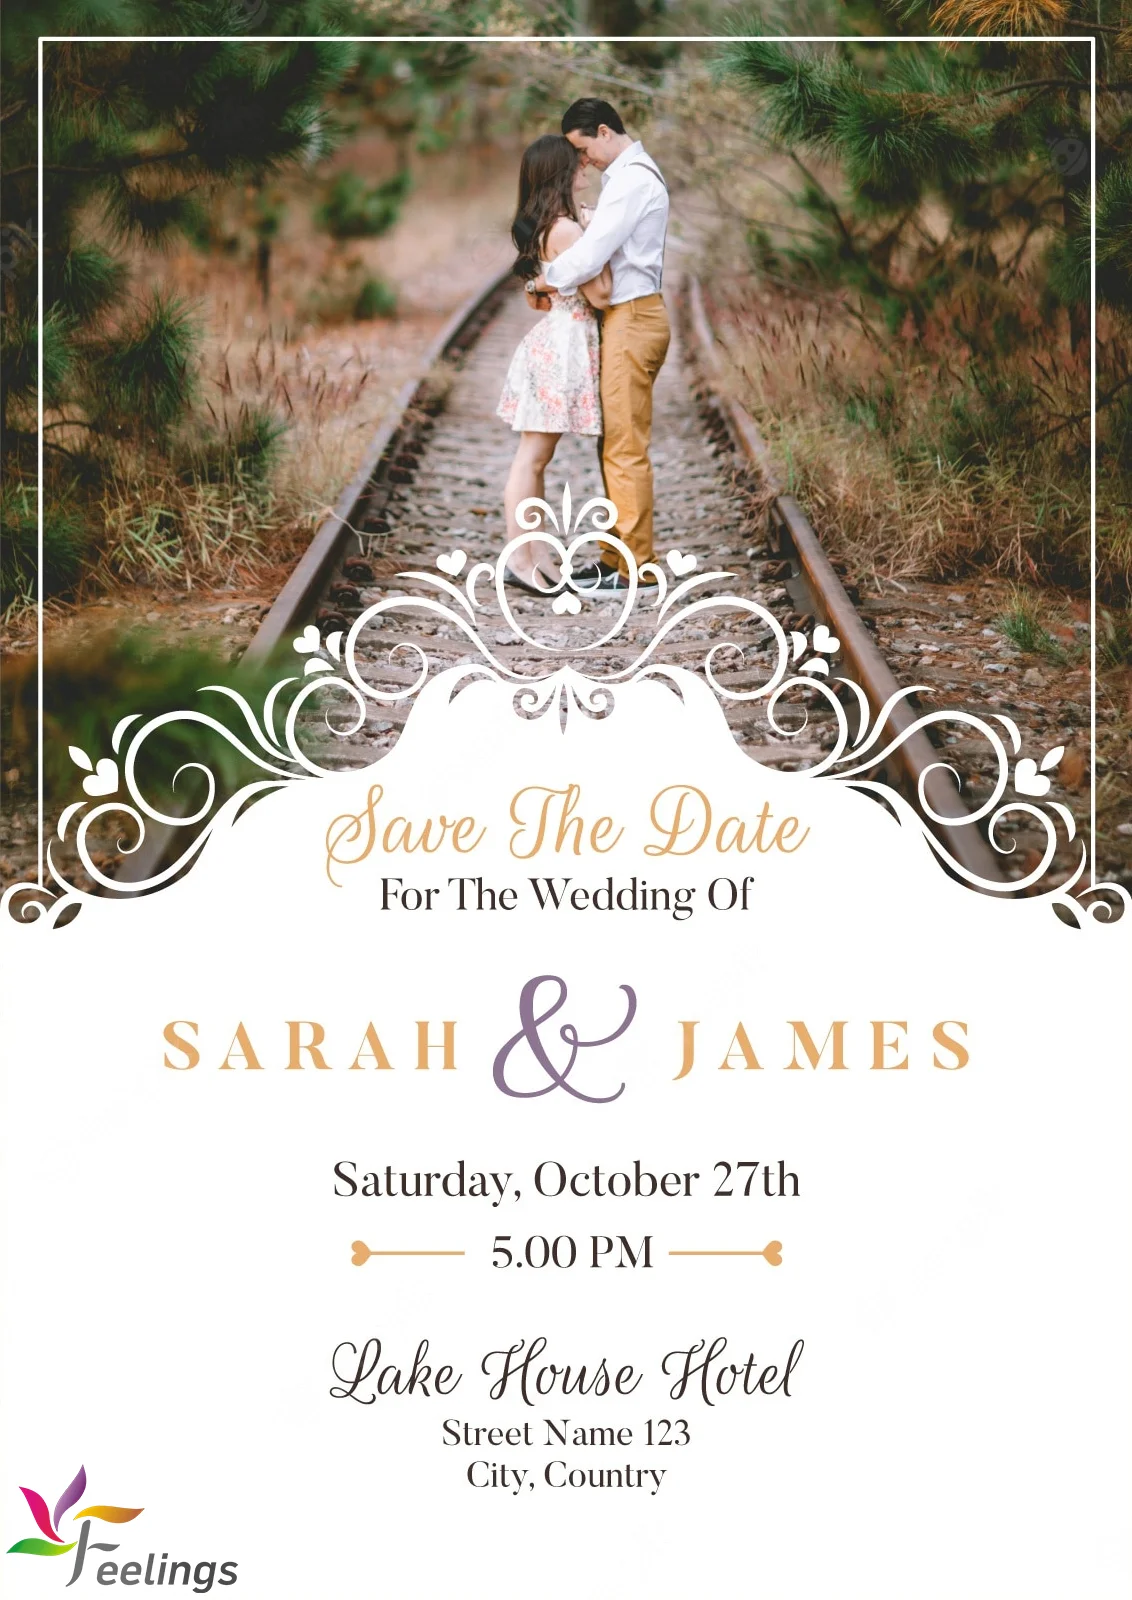 Save The Date
For The Wedding Of
SARAH & JAMES
Saturday, October 27th
5.00 PM
Lake House Hotel
Street Name 123
City, Country
Feelings